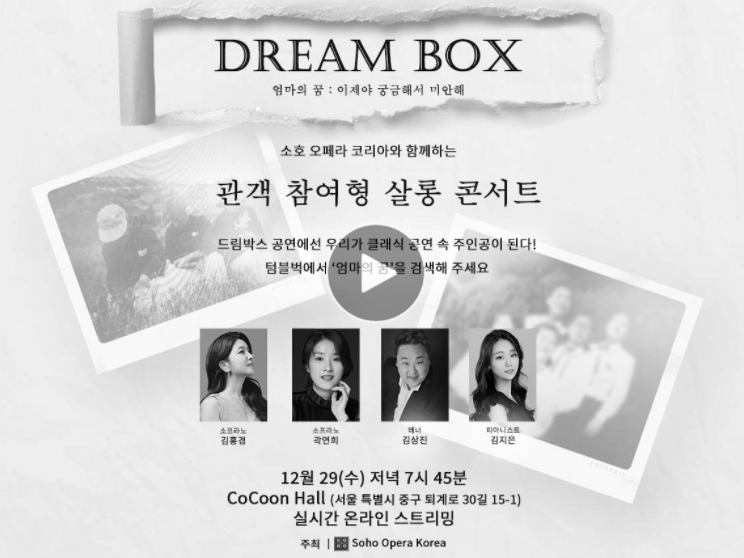 DREAM BOX
엄마의 꿈 : 이제야 궁금해서 미안해
소호 오페라 코리아와 함께하는
관객 참여형 살롱 콘서트
드림박스 공연에선 우리가 클래식 공연 속 주인공이 된다!
텀블벅에서 '엄마의 꿈'을 검색해 주세요
소프라노 소프라노 테너 피아니스트
김홍경 곽연희 김상진 김지은
12월 29(수) 저녁 7시 45분
CoCoon Hall (서울 특별시 중구 퇴계로 30길 15-1)
실시간 온라인 스트리밍
주최 | Soho Opera Korea